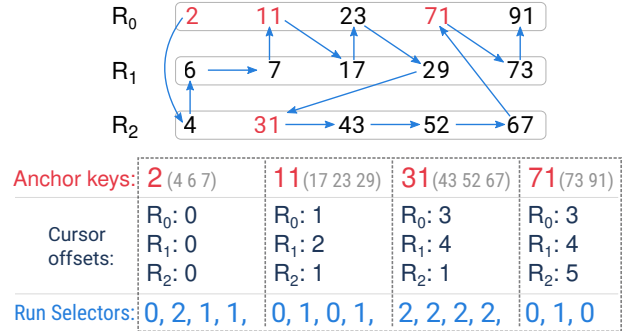 R0 2 11 23 71 91
R1 6 7 17 29 73
R2 4 31 43 52 67
Anchor keys: 2 (4 6 7) 11 (17 23 29) 31 (43 52 67) 71 (73 91)
Cursor offsets:
R0: 0 R0: 1 R0: 3 R0: 3
R1: 0 R1: 2 R1: 4 R1: 4
R2: 0 R2: 1 R2: 1 R2: 5
Run Selectors: 0, 2, 1, 1, 0, 1, 0, 1, 2, 2, 2, 2, 0, 1, 0